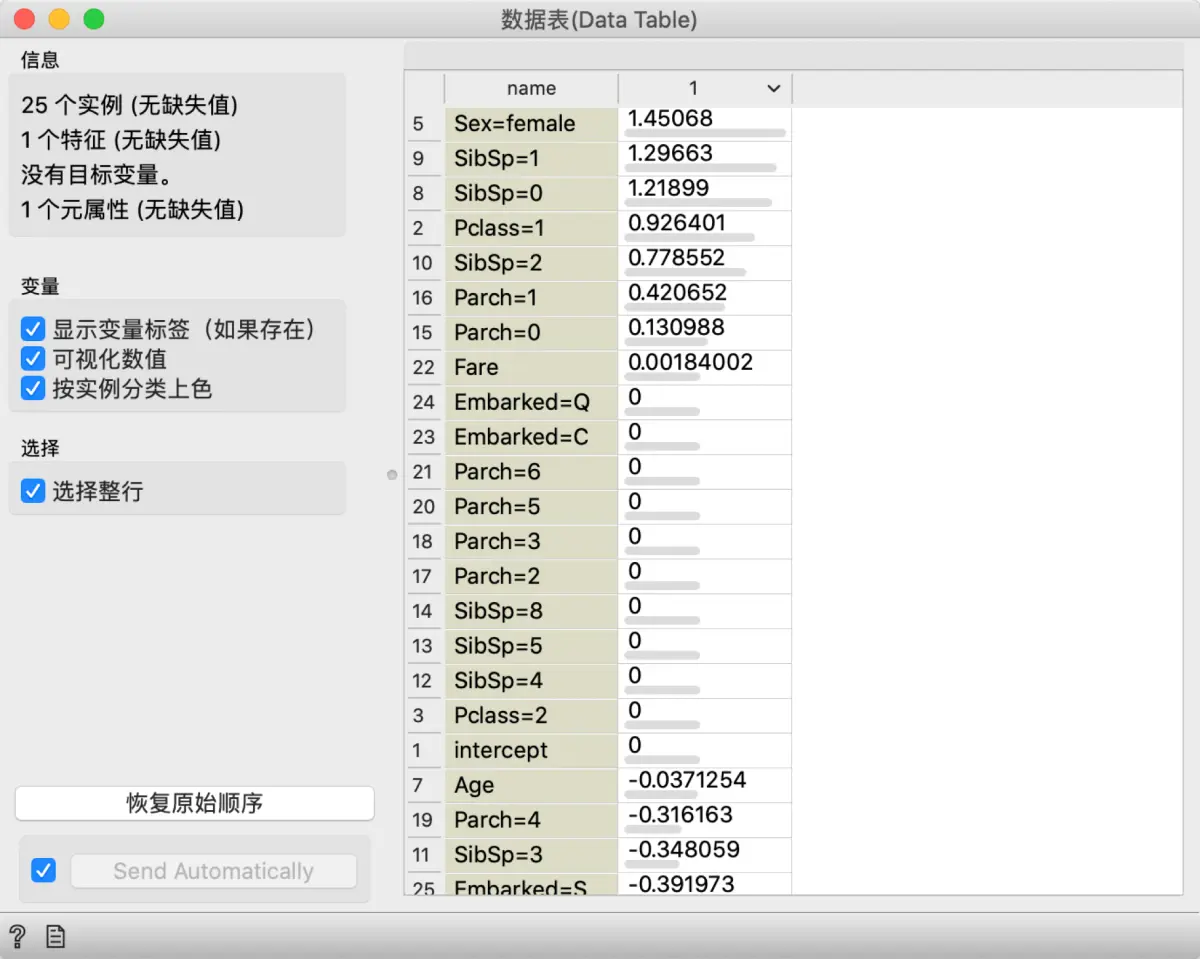 数据表(Data Table)
信息
25 个实例 (无缺失值)
1 个特征 (无缺失值)
没有目标变量。
1 个元属性 (无缺失值)
变量
显示变量标签（如果存在）
可视化数值
按实例分类上色
选择
选择整行
恢复原始顺序
Send Automatically
name 1
5 Sex=female 1.45068
9 SibSp=1 1.29663
8 SibSp=0 1.21899
2 Pclass=1 0.926401
10 SibSp=2 0.778552
16 Parch=1 0.420652
15 Parch=0 0.130988
22 Fare 0.00184002
24 Embarked=Q 0
23 Embarked=C 0
21 Parch=6 0
20 Parch=5 0
18 Parch=3 0
17 Parch=2 0
14 SibSp=8 0
13 SibSp=5 0
12 SibSp=4 0
3 Pclass=2 0
1 intercept 0
7 Age -0.0371254
19 Parch=4 -0.316163
11 SibSp=3 -0.348059
25 Embarked=S -0.391973